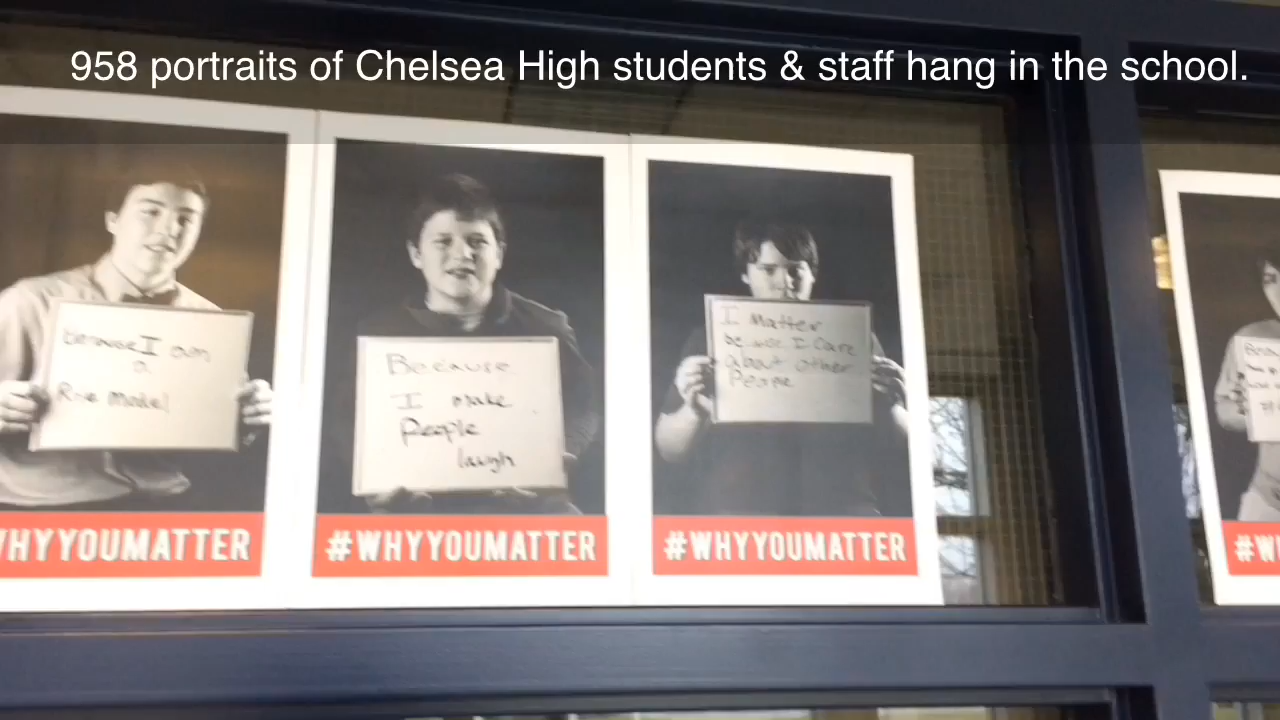 958 portraits of Chelsea High students & staff hang in the school.
because I am
a
Role Model
WHYYOUMATTER
Because
I make
People
laugh
#WHYYOUMATTER
I Matter
because I Care
about other
People
#WHYYOUMATTER